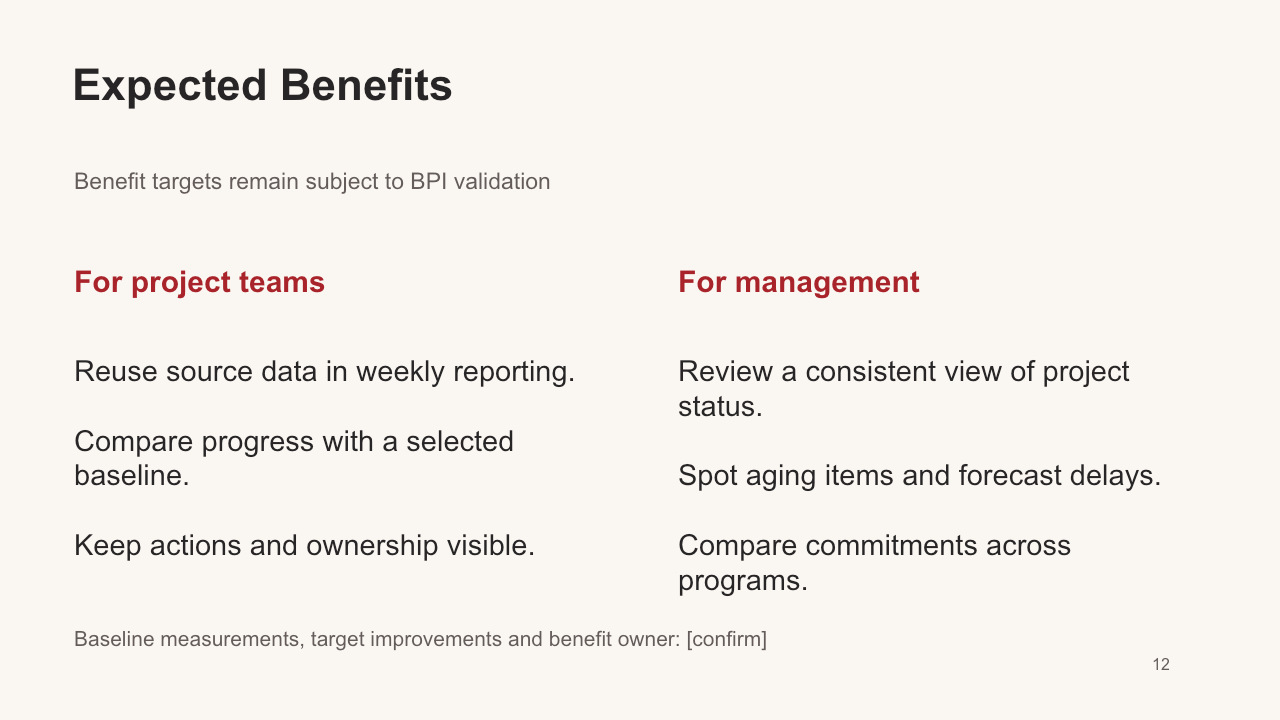 Expected Benefits
Benefit targets remain subject to BPI validation
For project teams
Reuse source data in weekly reporting.
Compare progress with a selected
baseline.
Keep actions and ownership visible.
For management
Review a consistent view of project
status.
Spot aging items and forecast delays.
Compare commitments across
programs.
Baseline measurements, target improvements and benefit owner: [confirm]
12